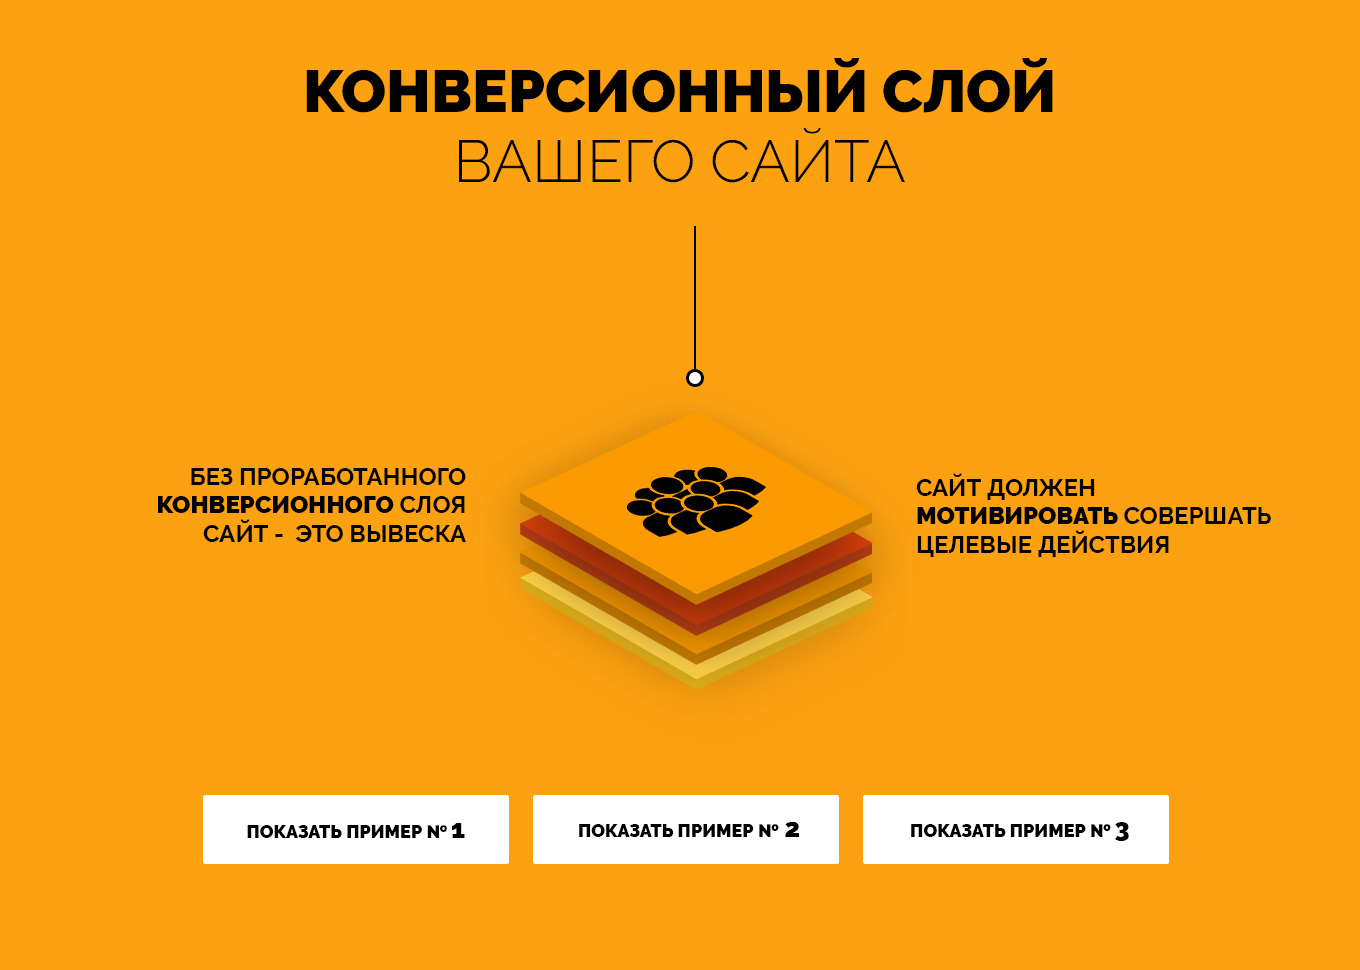 КОНВЕРСИОННЫЙ СЛОЙ
ВАШЕГО САЙТА
БЕЗ ПРОРАБОТАННОГО
КОНВЕРСИОННОГО СЛОЯ
САЙТ - ЭТО ВЫВЕСКА
САЙТ ДОЛЖЕН
МОТИВИРОВАТЬ СОВЕРШАТЬ
ЦЕЛЕВЫЕ ДЕЙСТВИЯ
ПОКАЗАТЬ ПРИМЕР № 1
ПОКАЗАТЬ ПРИМЕР № 2
ПОКАЗАТЬ ПРИМЕР № 3